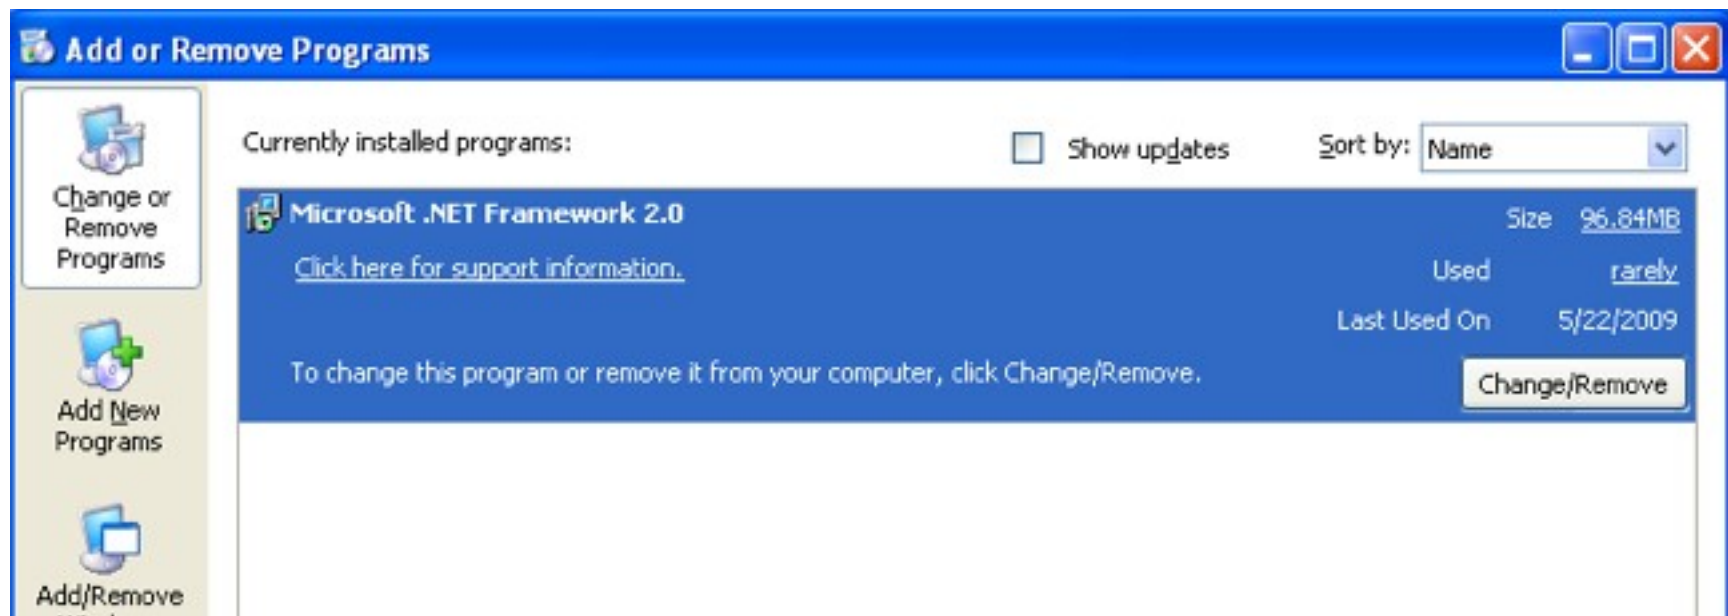 Add or Remove Programs
Change or
Remove
Programs
Add New
Programs
Add/Remove
Currently installed programs:
Show updates
Sort by: Name
Microsoft .NET Framework 2.0
Size 96.84MB
Click here for support information.
Used rarely
Last Used On 5/22/2009
To change this program or remove it from your computer, click Change/Remove.
Change/Remove